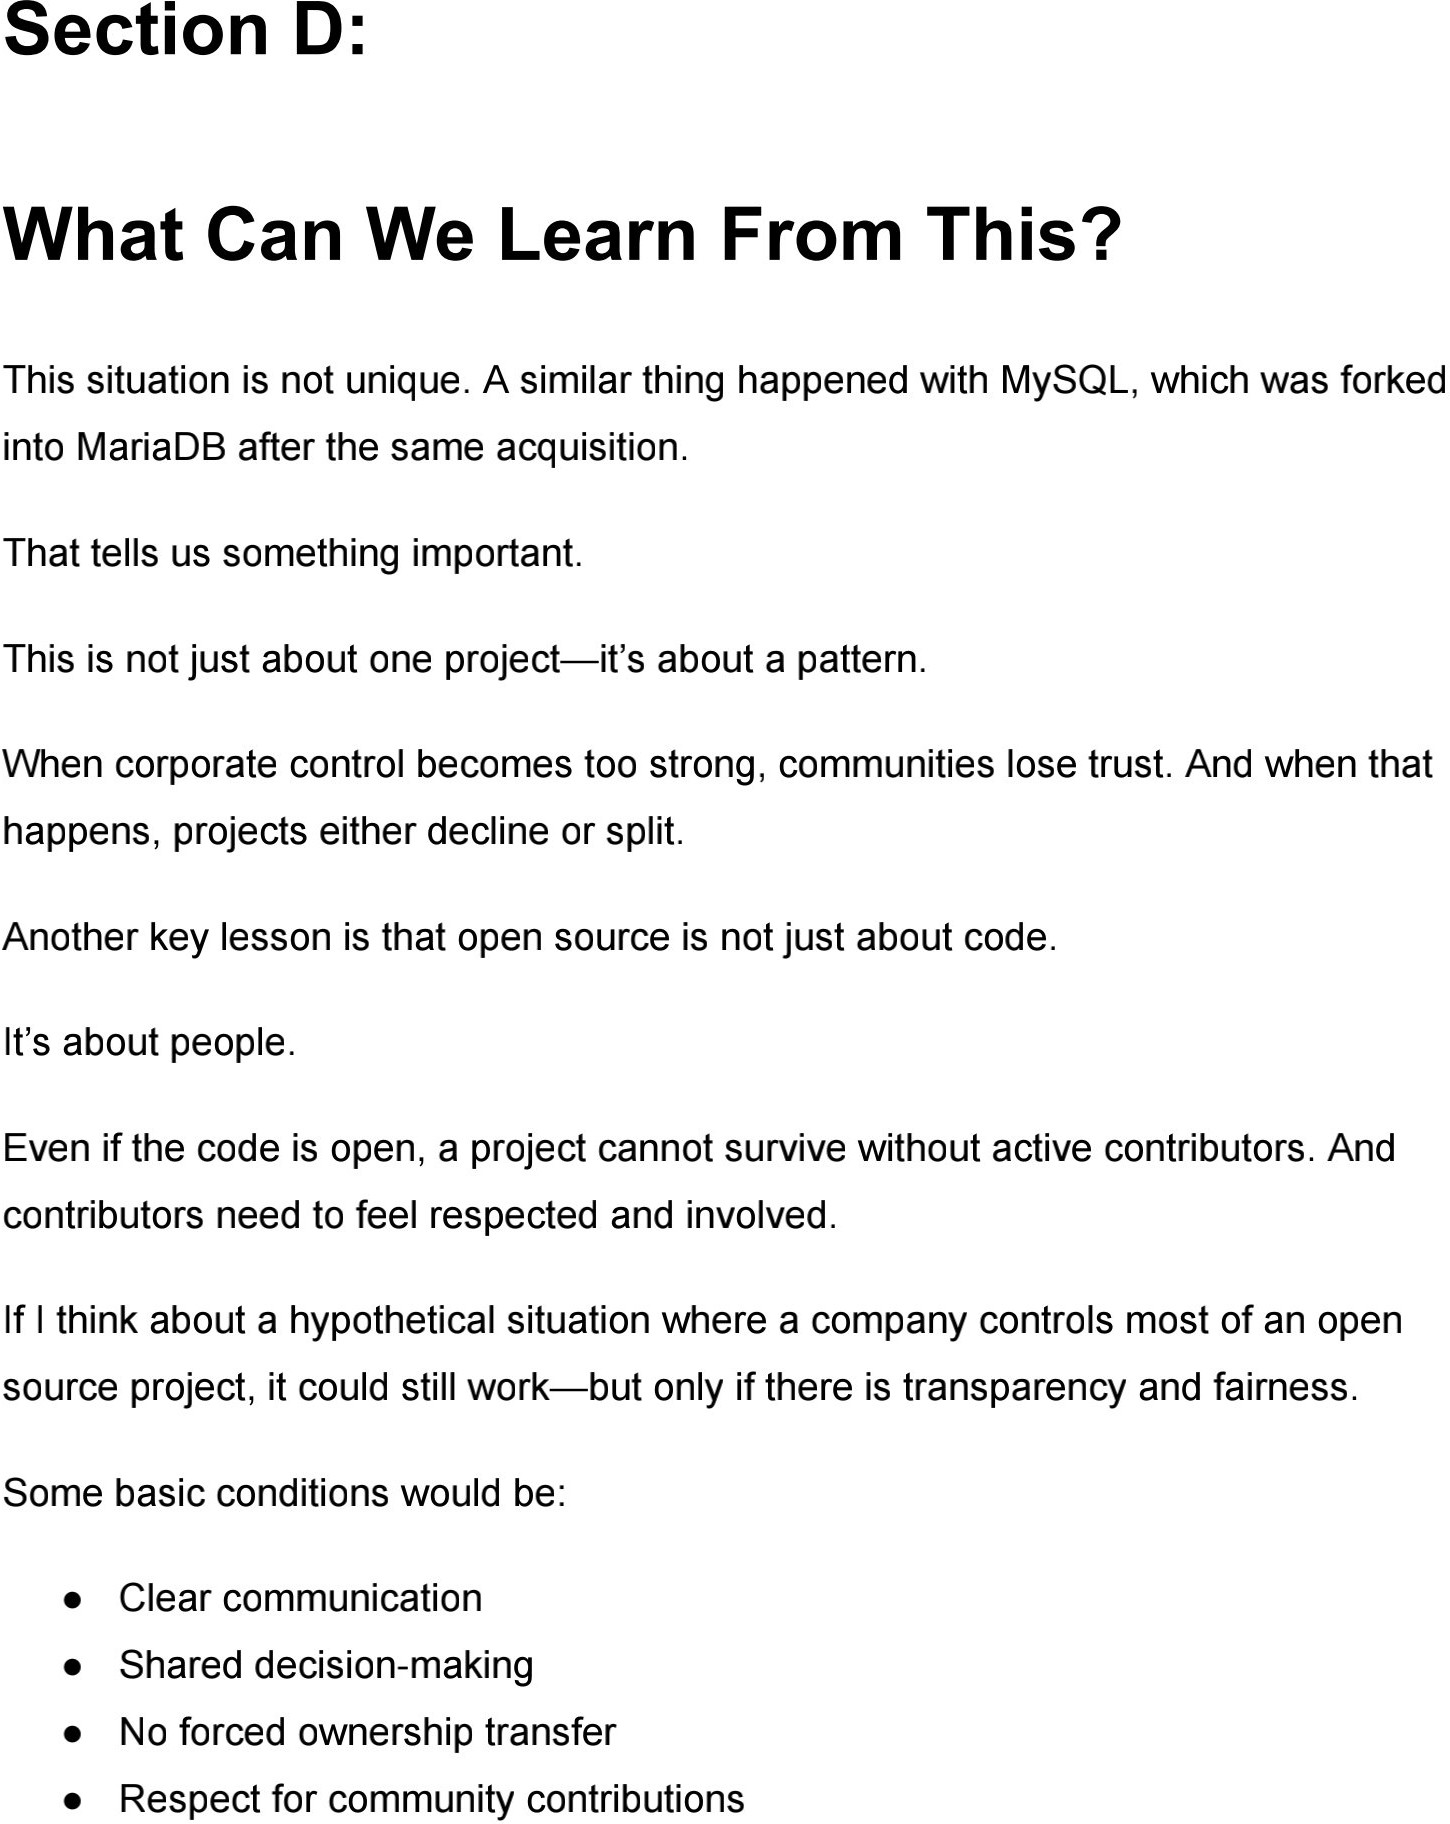 Section D:
What Can We Learn From This?
This situation is not unique. A similar thing happened with MySQL, which was forked
into MariaDB after the same acquisition.
That tells us something important.
This is not just about one project—it’s about a pattern.
When corporate control becomes too strong, communities lose trust. And when that
happens, projects either decline or split.
Another key lesson is that open source is not just about code.
It’s about people.
Even if the code is open, a project cannot survive without active contributors. And
contributors need to feel respected and involved.
If I think about a hypothetical situation where a company controls most of an open
source project, it could still work—but only if there is transparency and fairness.
Some basic conditions would be:
● Clear communication
● Shared decision-making
● No forced ownership transfer
● Respect for community contributions